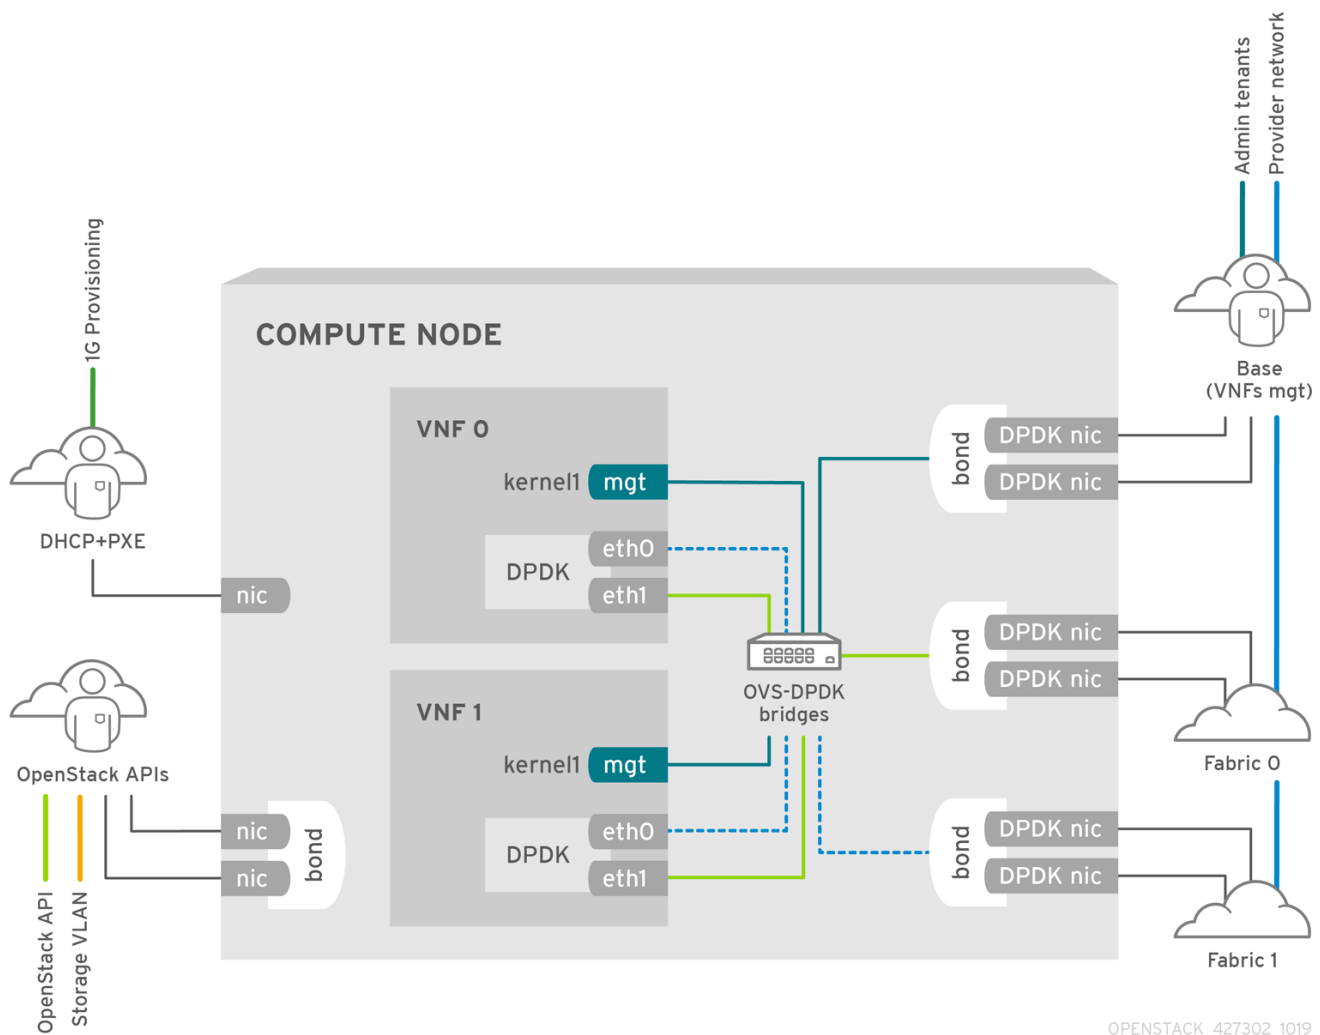 Admin tenants
Provider network
1G Provisioning
COMPUTE NODE
Base
(VNFs mgt)
VNF 0
kernel1 mgt
eth0
DPDK
eth1
bond
DPDK nic
DPDK nic
DHCP+PXE
nic
bond
DPDK nic
DPDK nic
OVS-DPDK
bridges
VNF 1
kernel1 mgt
eth0
DPDK
eth1
Fabric 0
OpenStack APIs
nic
nic
bond
bond
DPDK nic
DPDK nic
Fabric 1
OpenStack API
Storage VLAN
OPENSTACK_427302_1019